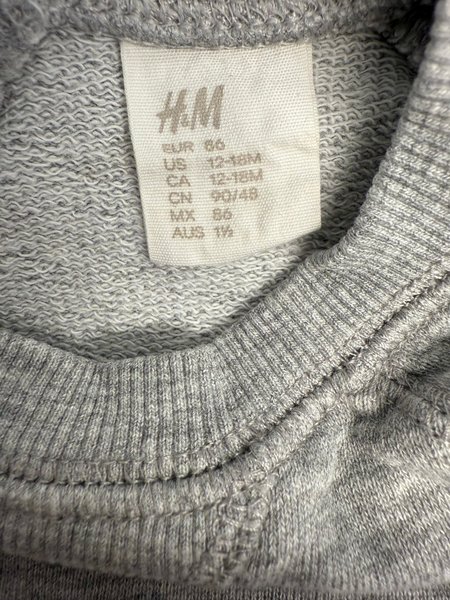 H&M
EUR 86
US 12-18M
CA 12-18M
CN 90/48
MX 86
AUS 1½